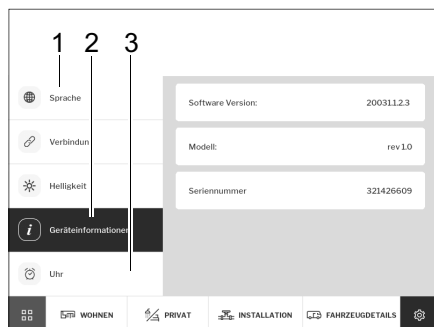 1 2 3
Sprache
Software Version: 20031.1.2.3
Verbindun
Modell: rev 1.0
Helligkeit
Seriennummer 321426609
i Geräteinformationen
Uhr
WOHNEN PRIVAT INSTALLATION FAHRZEUGDETAILS